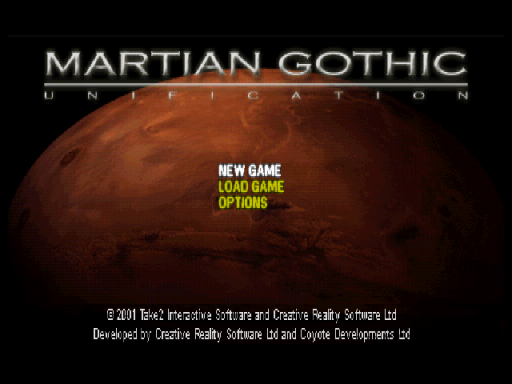 MARTIAN GOTHIC
UNIFICATION
NEW GAME
LOAD GAME
OPTIONS
© 2001 Take2 Interactive Software and Creative Reality Software Ltd
Developed by Creative Reality Software Ltd and Coyote Developments Ltd